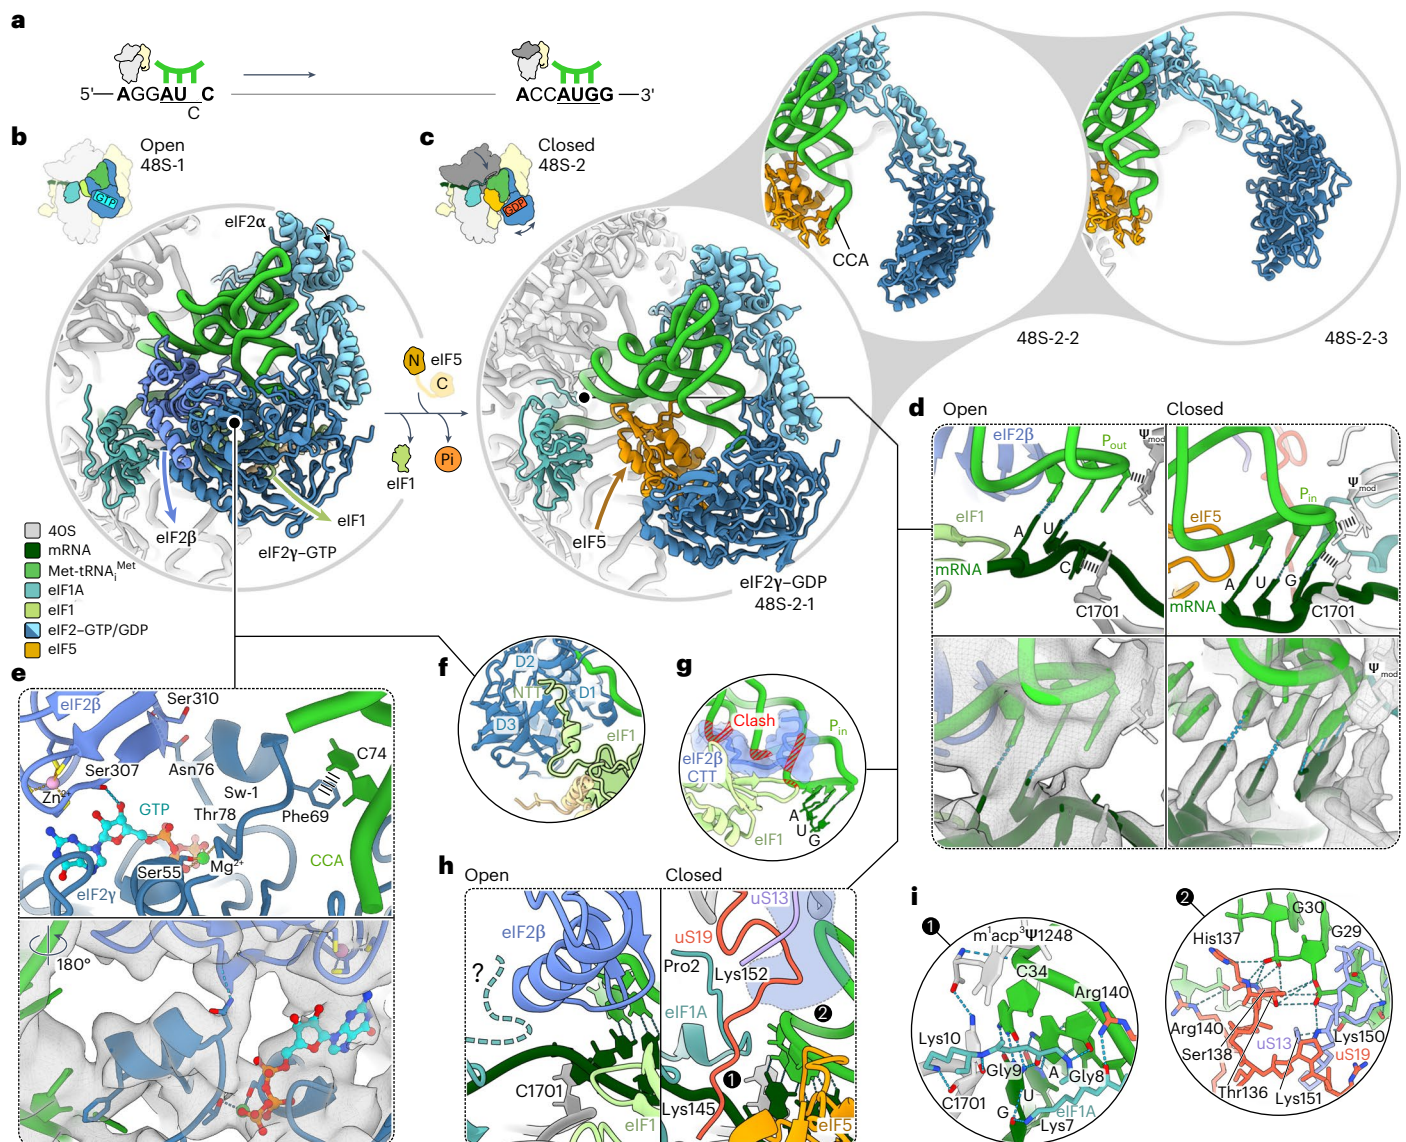 a
5'—AGGAU C
C
ACCAUGG—3'
b
Open
48S-1
GTP
c
Closed
48S-2
GDP
CCA
48S-2-2
48S-2-3
eIF2α
eIF2β
eIF2γ–GTP
eIF1
N eIF5
C
eIF1
Pi
eIF5
eIF2γ–GDP
48S-2-1
40S
mRNA
Met-tRNAiMet
eIF1A
eIF1
eIF2–GTP/GDP
eIF5
d
Open
Closed
eIF2β
Pout
Ψmod
eIF1
A
U
C
mRNA
C1701
Pin
Ψmod
eIF5
A
U
G
mRNA
C1701
Ψmod
e
eIF2β
Ser310
Ser307
Asn76
C74
Zn2+
GTP
Sw-1
Thr78
Phe69
Mg2+
Ser55
CCA
eIF2γ
180°
f
D2
NTT
D1
D3
eIF1
g
Clash
Pin
eIF2β
CTT
eIF1
A
U
G
h
Open
Closed
eIF2β
?
C1701
eIF1
uS13
uS19
Pro2
Lys152
eIF1A
2
1
Lys145
eIF5
i
1
m1acp3Ψ1248
C34
Arg140
Lys10
Gly9
A
Gly8
C1701
U
G
eIF1A
Lys7
2
G30
G29
His137
Arg140
Ser138
uS13
Lys150
uS19
Thr136
Lys151